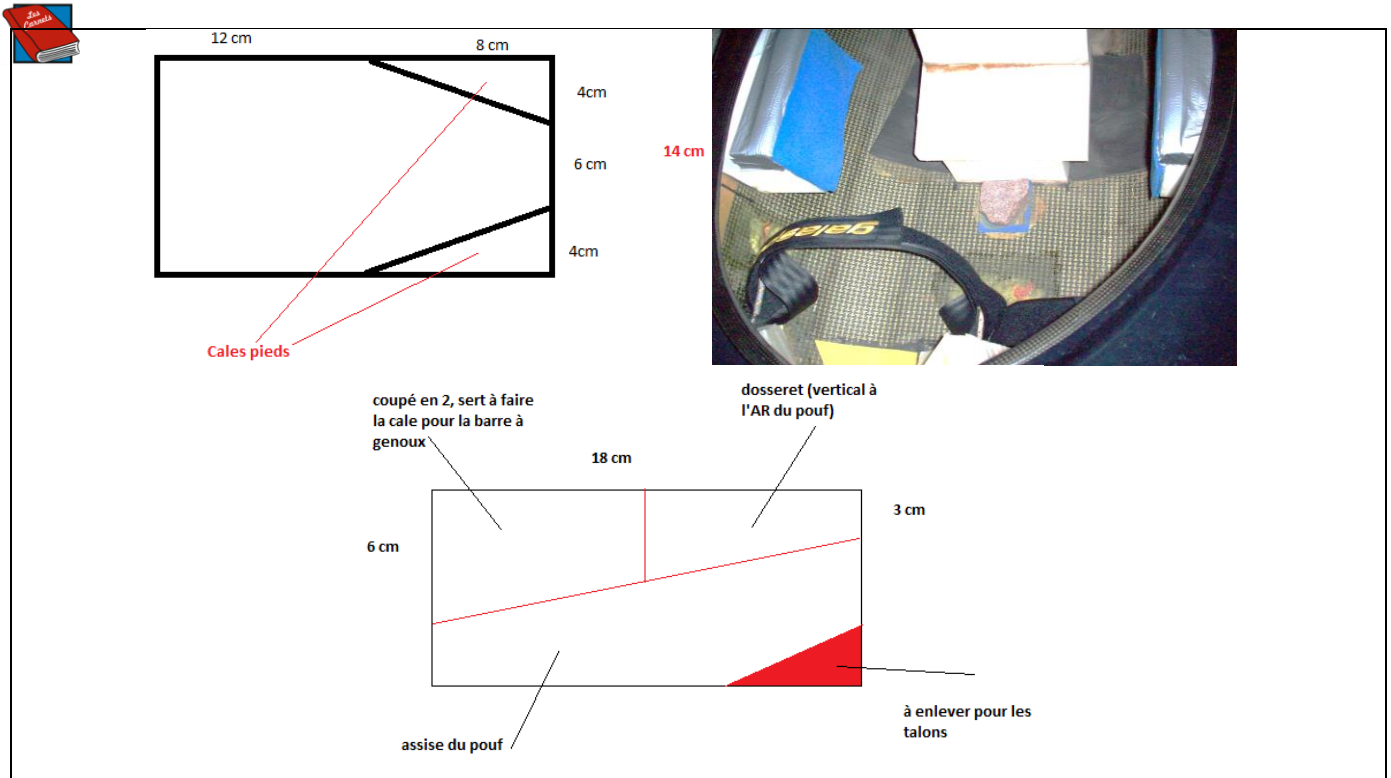 Les
Carnets
12 cm
8 cm
4cm
6 cm
14 cm
4cm
Cales pieds
coupé en 2, sert à faire
la cale pour la barre à
genoux
dosseret (vertical à
l'AR du pouf)
18 cm
3 cm
6 cm
à enlever pour les
talons
assise du pouf